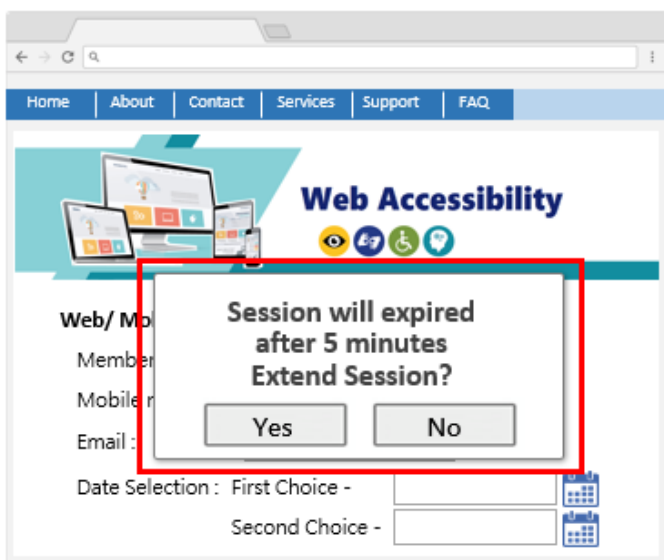 Home About Contact Services Support FAQ
Web Accessibility
Web/ Mo
Session will expired
after 5 minutes
Extend Session?
Yes No
Member
Mobile
Email :
Date Selection : First Choice -
Second Choice -